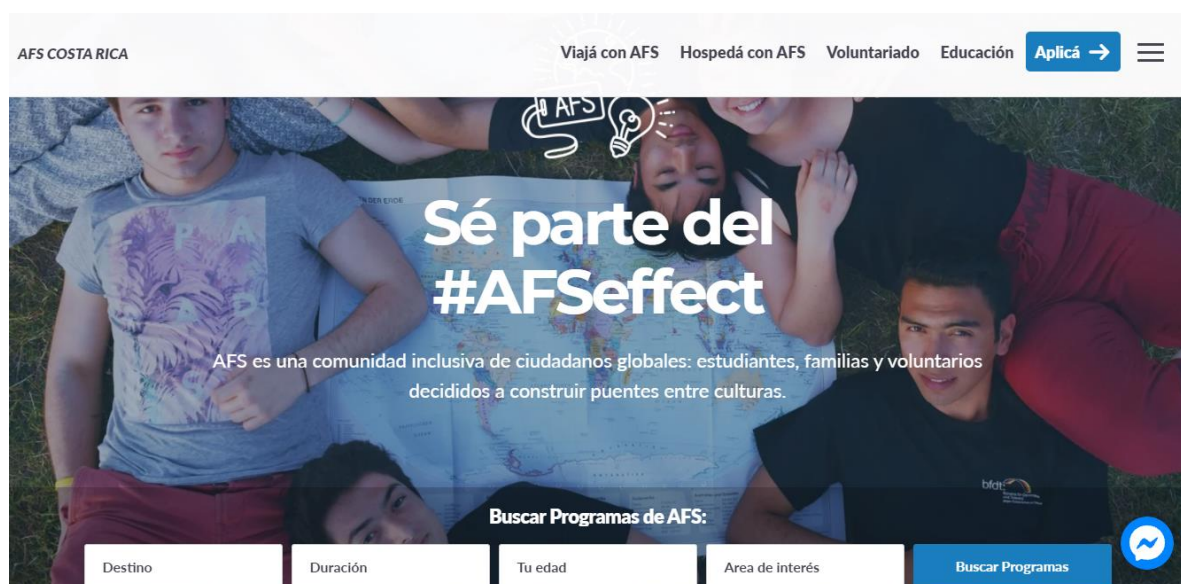 AFS COSTA RICA
Viajá con AFS
Hospedá con AFS
Voluntariado
Educación
Aplicá →
AFS
Sé parte del
#AFSeffect
AFS es una comunidad inclusiva de ciudadanos globales: estudiantes, familias y voluntarios
decididos a construir puentes entre culturas.
bfdt
Buscar Programas de AFS:
Destino
Duración
Tu edad
Area de interés
Buscar Programas